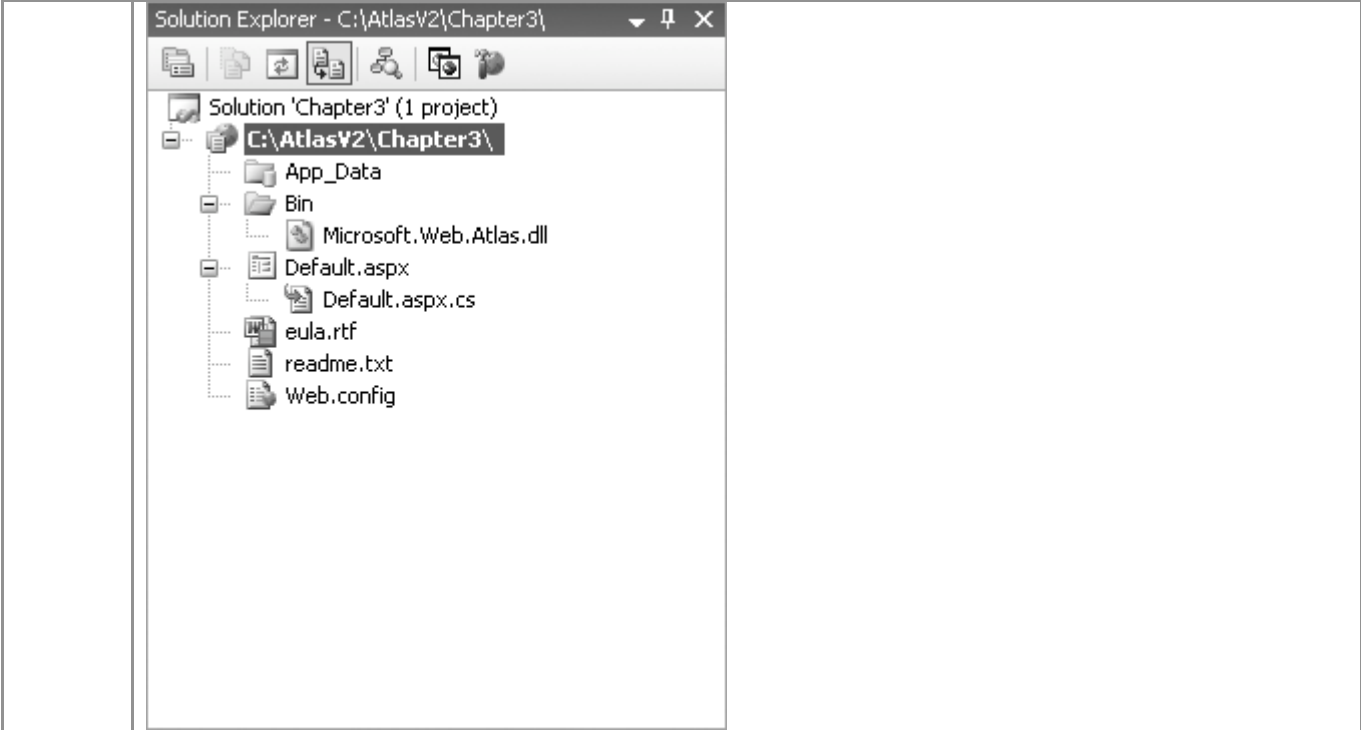 Solution Explorer - C:\AtlasV2\Chapter3\
Solution 'Chapter3' (1 project)
C:\AtlasV2\Chapter3\
App_Data
Bin
Microsoft.Web.Atlas.dll
Default.aspx
Default.aspx.cs
eula.rtf
readme.txt
Web.config